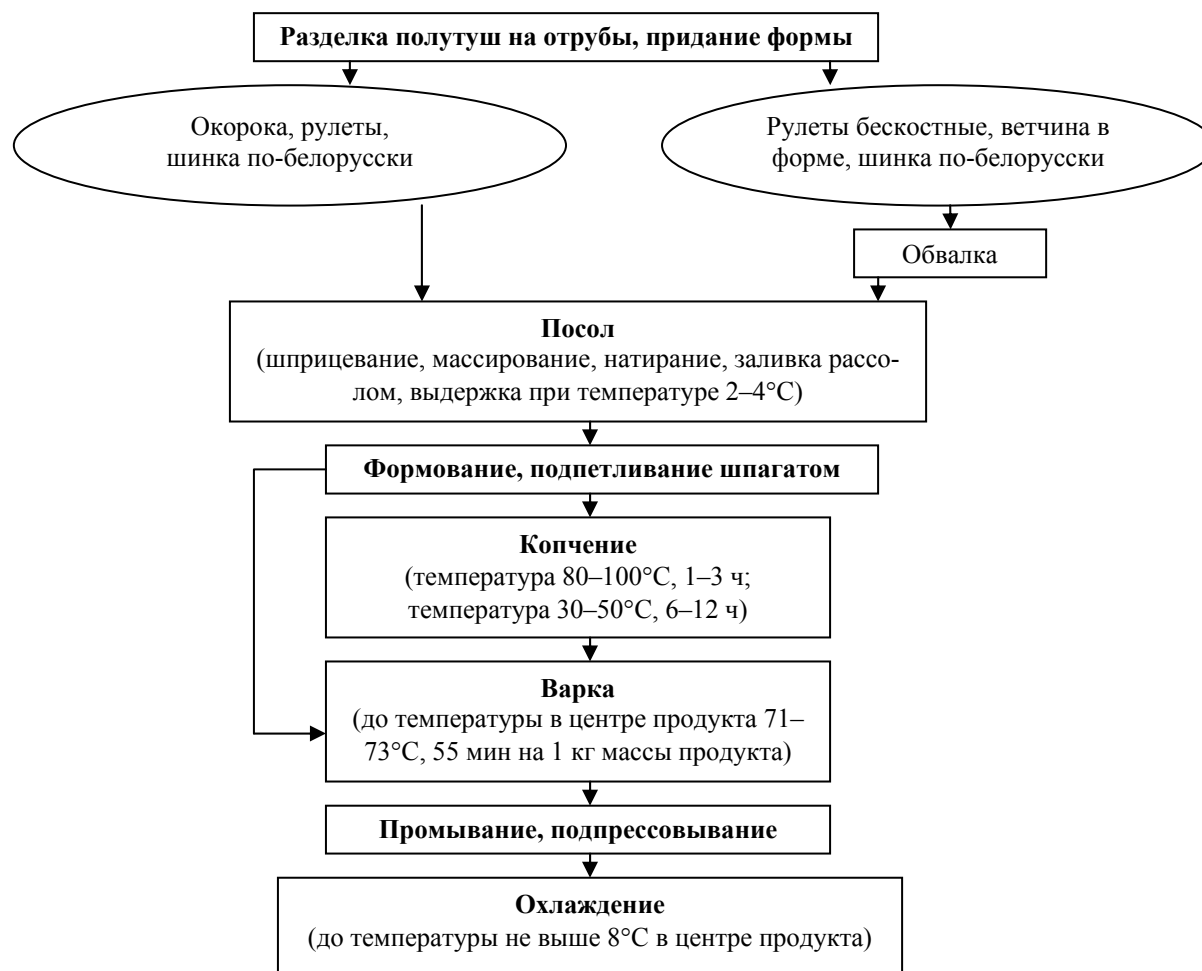 Разделка полутуш на отрубы, придание формы
Окорока, рулеты,
шинка по-белорусски
Рулеты бескостные, ветчина в
форме, шинка по-белорусски
Обвалка
Посол
(шприцевание, массирование, натирание, заливка рассо-
лом, выдержка при температуре 2–4°С)
Формование, подпетливание шпагатом
Копчение
(температура 80–100°С, 1–3 ч;
температура 30–50°С, 6–12 ч)
Варка
(до температуры в центре продукта 71–
73°С, 55 мин на 1 кг массы продукта)
Промывание, подпрессовывание
Охлаждение
(до температуры не выше 8°С в центре продукта)